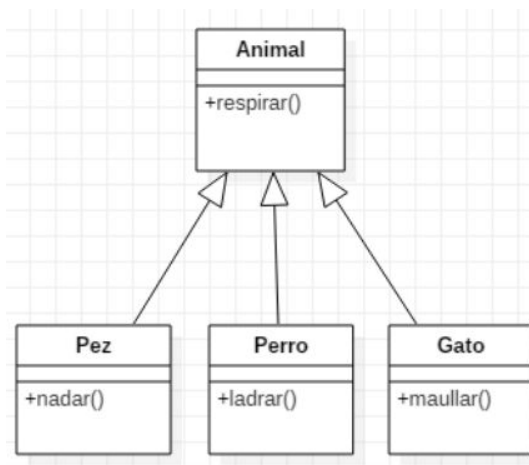 Animal
+respirar()
Pez
Perro
Gato
+nadar()
+ladrar()
+maullar()